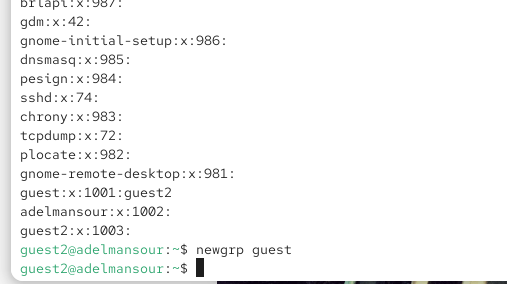 brlapi:x:987:
gdm:x:42:
gnome-initial-setup:x:986:
dnsmasq:x:985:
pesign:x:984:
sshd:x:74:
chrony:x:983:
tcpdump:x:72:
plocate:x:982:
gnome-remote-desktop:x:981:
guest:x:1001:guest2
adelmansour:x:1002:
guest2:x:1003:
guest2@adelmansour:~$ newgrp guest
guest2@adelmansour:~$